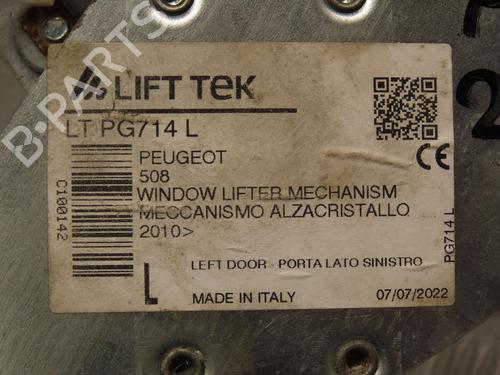 LIFT TEK
LT PG714 L
PEUGEOT
508
WINDOW LIFTER MECHANISM
MECCANISMO ALZACRISTALLO
2010>
LEFT DOOR - PORTA LATO SINISTRO
L
MADE IN ITALY
07/07/2022
C100142
CE
PG714 L
B-PARTS
P
2